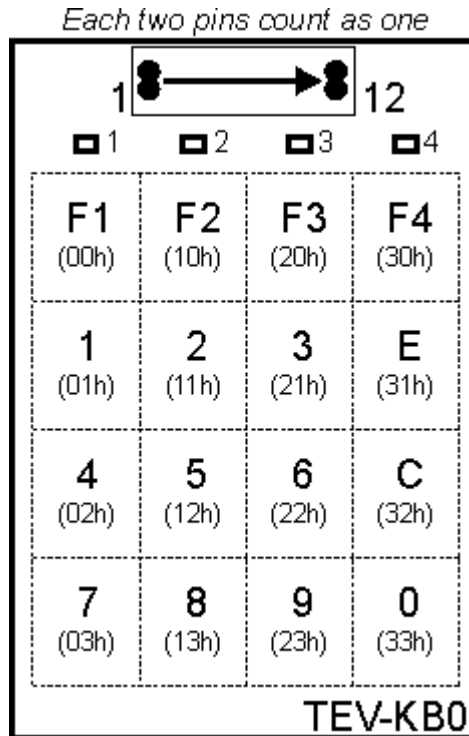 Each two pins count as one
1 12
1 2 3 4
F1 F2 F3 F4
(00h) (10h) (20h) (30h)
1 2 3 E
(01h) (11h) (21h) (31h)
4 5 6 C
(02h) (12h) (22h) (32h)
7 8 9 0
(03h) (13h) (23h) (33h)
TEV-KB0